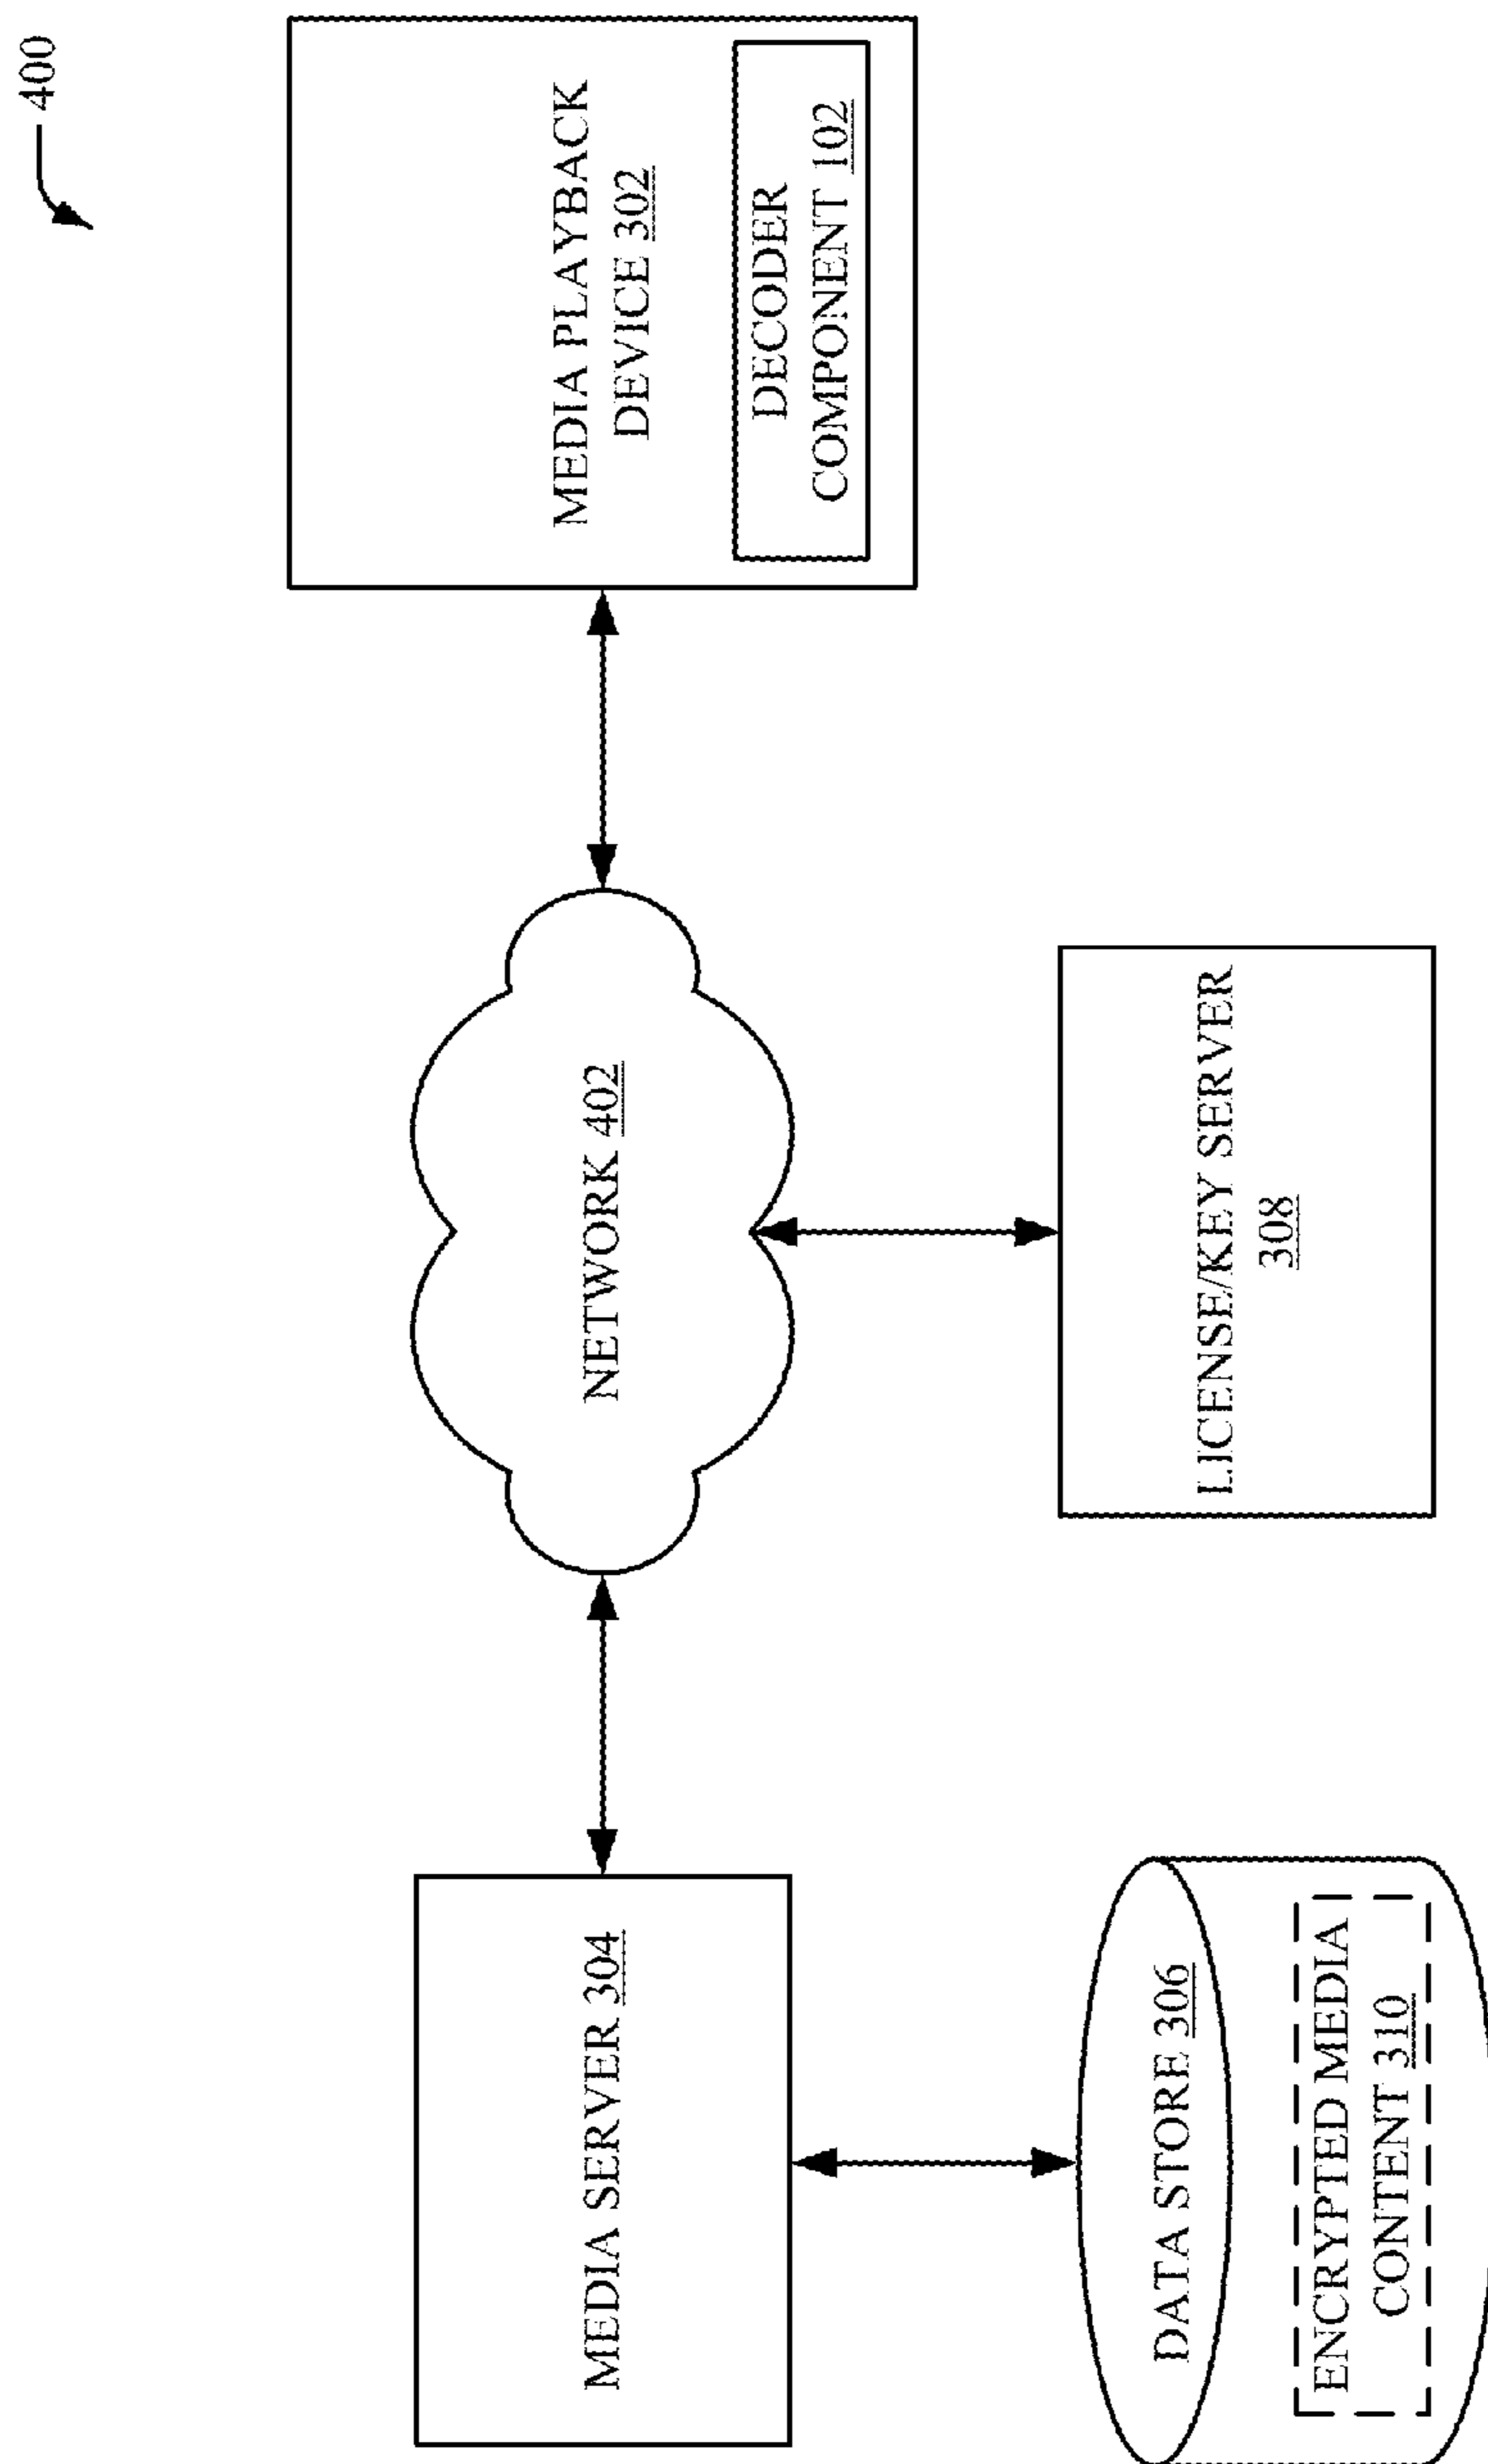 400
MEDIA SERVER 304
NETWORK 402
MEDIA PLAYBACK
DEVICE 302
DECODER
COMPONENT 102
DATA STORE 306
ENCRYPTED MEDIA
CONTENT 310
LICENSE/KEY SERVER
308